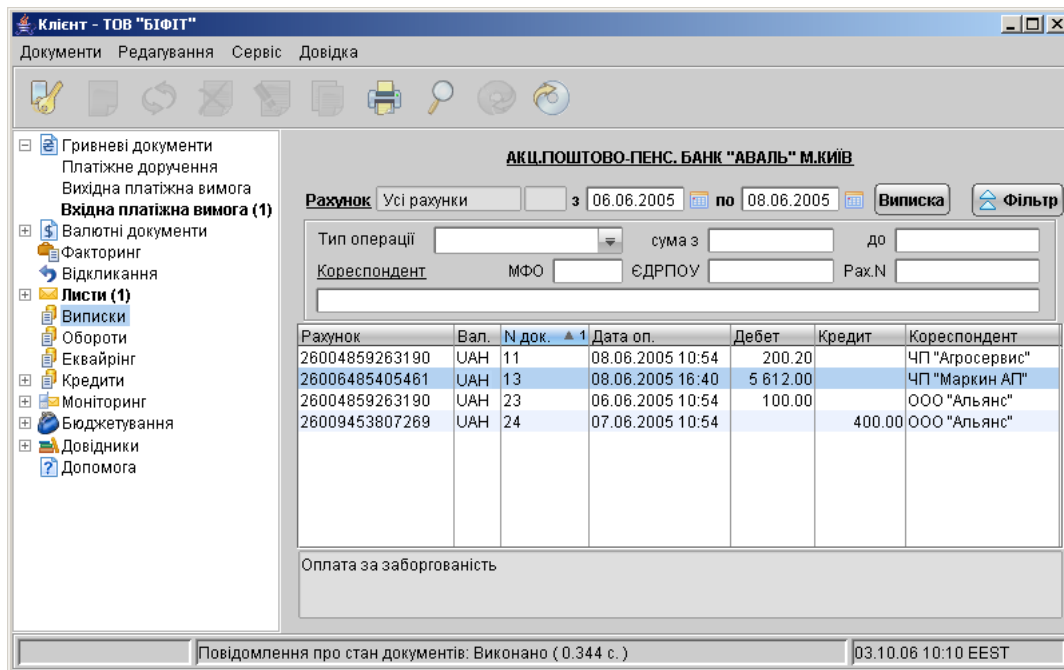 Клієнт - ТОВ "БІФІТ"
Документи Редагування Сервіс Довідка
Гривневі документи
Платіжне доручення
Вихідна платіжна вимога
Вхідна платіжна вимога (1)
Валютні документи
Факторинг
Відкликання
Листи (1)
Виписки
Обороти
Еквайрінг
Кредити
Моніторинг
Бюджетування
Довідники
Допомога
АКЦ.ПОШТОВО-ПЕНС. БАНК "АВАЛЬ" М.КИЇВ
Рахунок Усі рахунки з 06.06.2005 по 08.06.2005 Виписка Фільтр
Тип операції сума з до
Кореспондент МФО ЄДРПОУ Рах.N
Рахунок Вал. N док. 1 Дата оп. Дебет Кредит Кореспондент
26004859263190 UAH 11 08.06.2005 10:54 200.20 ЧП "Агросервис"
26006485405461 UAH 13 08.06.2005 16:40 5 612.00 ЧП "Маркин АП"
26004859263190 UAH 23 06.06.2005 10:54 100.00 ООО "Альянс"
26009453807269 UAH 24 07.06.2005 10:54 400.00 ООО "Альянс"
Оплата за заборгованість
Повідомлення про стан документів: Виконано ( 0.344 с. ) 03.10.06 10:10 EEST